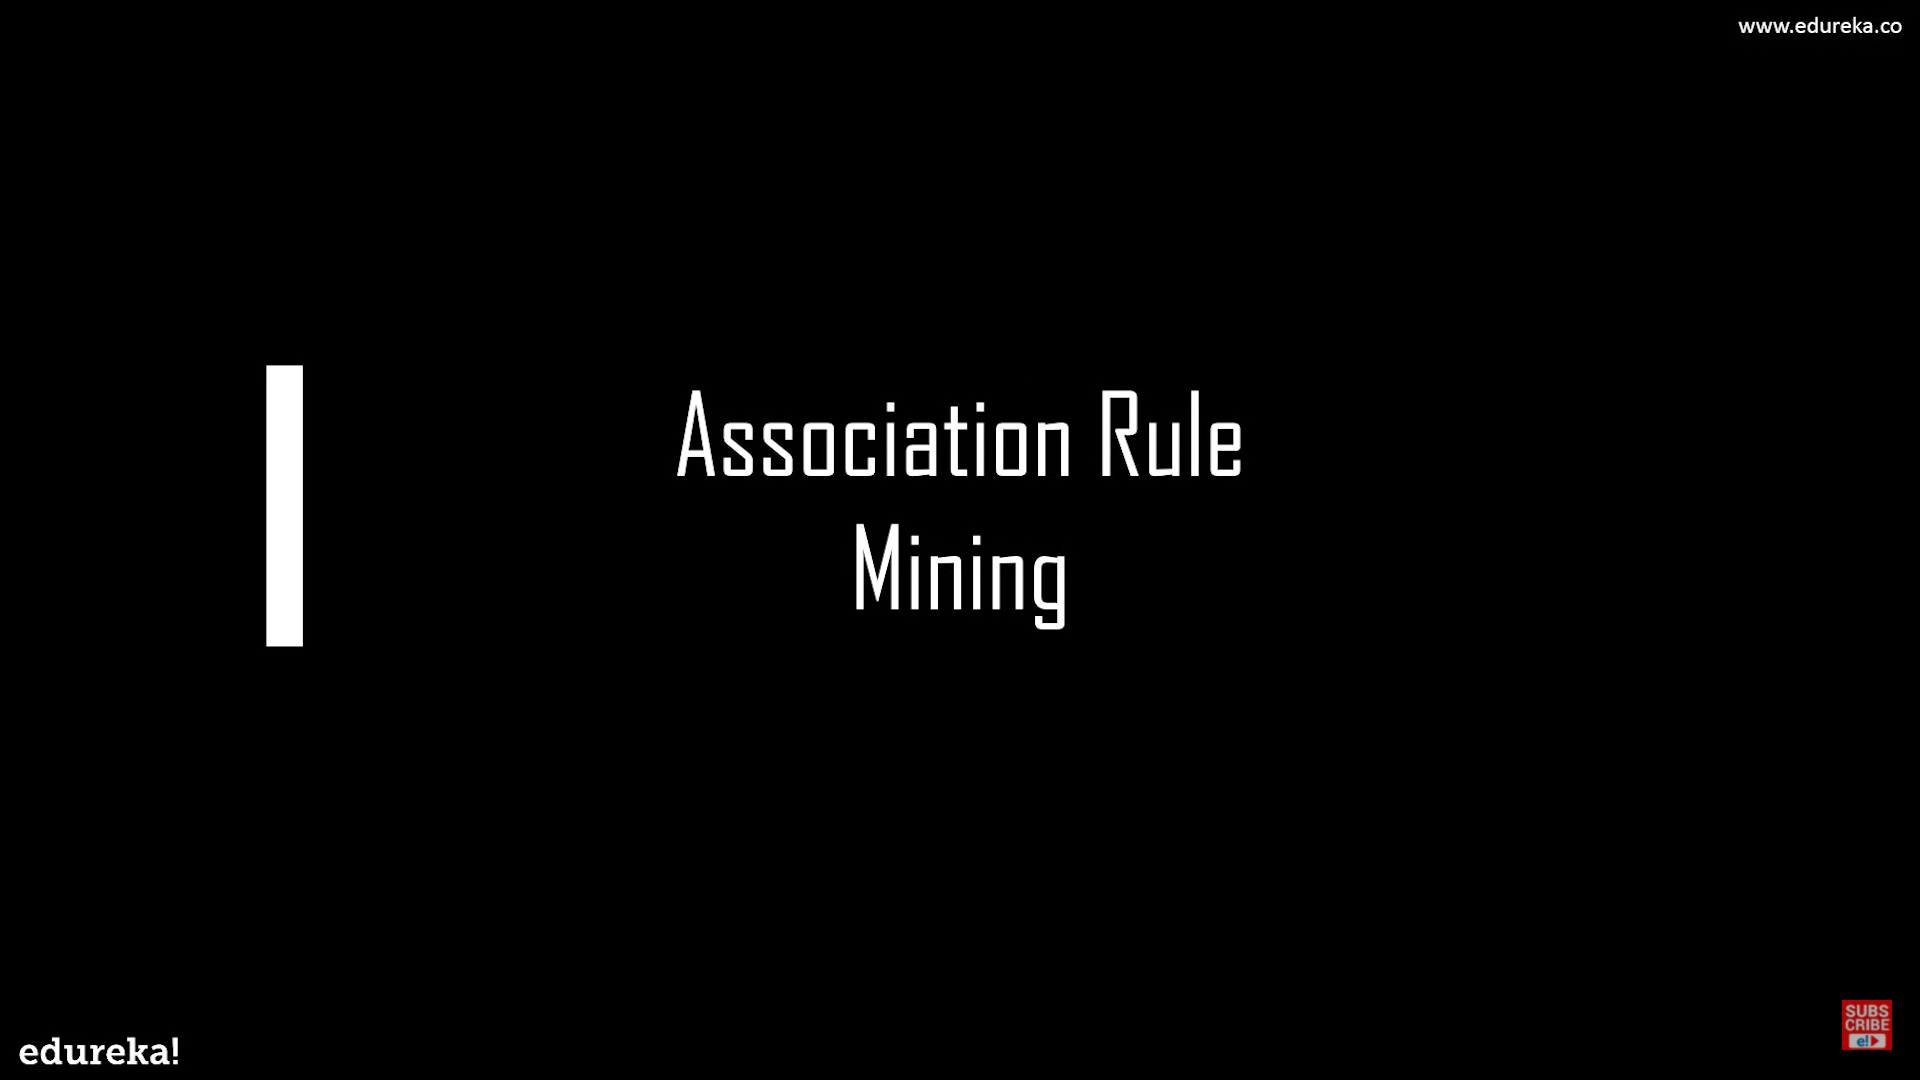 www.edureka.co
Association Rule
Mining
SUBS
CRIBE
e!
edureka!